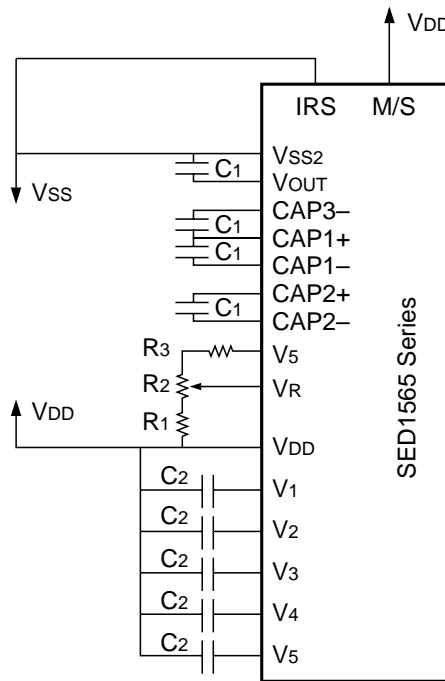 VDD
IRS M/S
VSS2
C1
VOUT
VSS
CAP3–
C1
CAP1+
C1
CAP1–
CAP2+
C1
CAP2–
R3
V5
R2
VR
VDD
R1
VDD
C2
V1
C2
V2
C2
V3
C2
V4
C2
V5
SED1565 Series